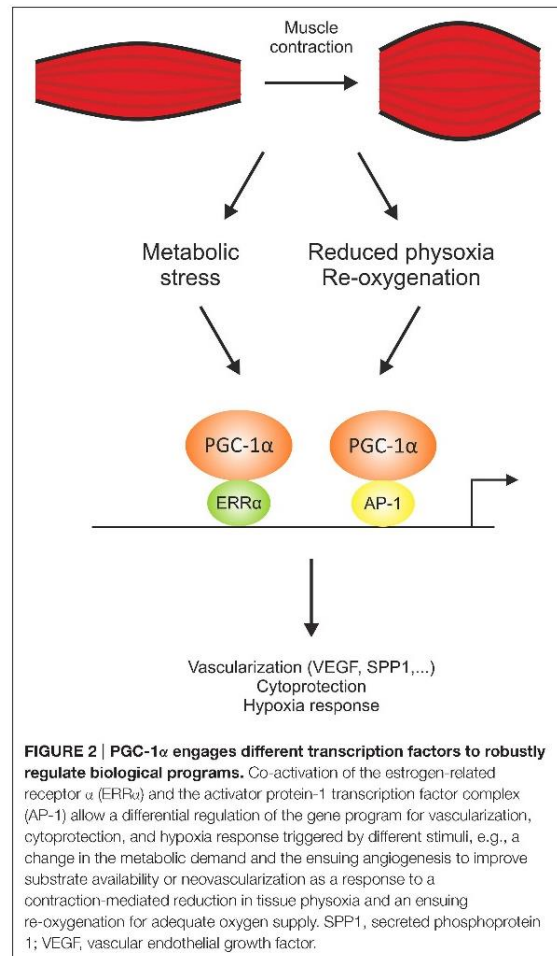 Muscle
contraction
Metabolic
stress
Reduced physoxia
Re-oxygenation
PGC-1α
PGC-1α
ERRα
AP-1
Vascularization (VEGF, SPP1,...)
Cytoprotection
Hypoxia response
FIGURE 2 | PGC-1α engages different transcription factors to robustly
regulate biological programs. Co-activation of the estrogen-related
receptor α (ERRα) and the activator protein-1 transcription factor complex
(AP-1) allow a differential regulation of the gene program for vascularization,
cytoprotection, and hypoxia response triggered by different stimuli, e.g., a
change in the metabolic demand and the ensuing angiogenesis to improve
substrate availability or neovascularization as a response to a
contraction-mediated reduction in tissue physoxia and an ensuing
re-oxygenation for adequate oxygen supply. SPP1, secreted phosphoprotein
1; VEGF, vascular endothelial growth factor.